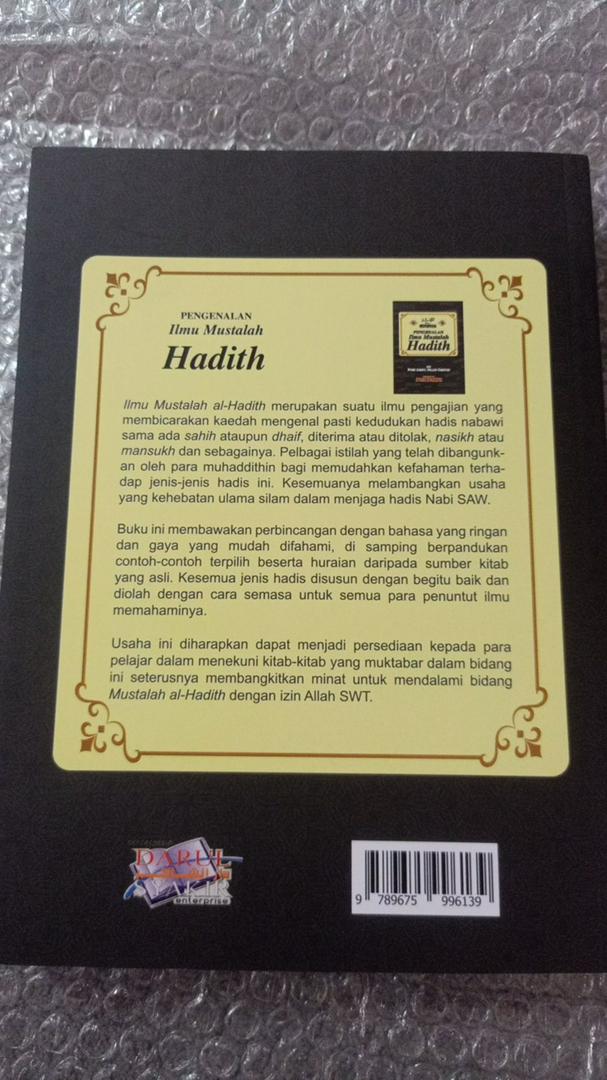 PENGENALAN
Ilmu Mustalah
Hadith
PENGENALAN
Ilmu Mustalah
Hadith
Ilmu Mustalah al-Hadith merupakan suatu ilmu pengajian yang
membicarakan kaedah mengenal pasti kedudukan hadis nabawi
sama ada sahih ataupun dhaif, diterima atau ditolak, nasikh atau
mansukh dan sebagainya. Pelbagai istilah yang telah dibangunk-
an oleh para muhaddithin bagi memudahkan kefahaman terha-
dap jenis-jenis hadis ini. Kesemuanya melambangkan usaha
yang kehebatan ulama silam dalam menjaga hadis Nabi SAW.
Buku ini membawakan perbincangan dengan bahasa yang ringan
dan gaya yang mudah difahami, di samping berpandukan
contoh-contoh terpilih beserta huraian daripada sumber kitab
yang asli. Kesemua jenis hadis disusun dengan begitu baik dan
diolah dengan cara semasa untuk semua para penuntut ilmu
memahaminya.
Usaha ini diharapkan dapat menjadi persediaan kepada para
pelajar dalam menekuni kitab-kitab yang muktabar dalam bidang
ini seterusnya membangkitkan minat untuk mendalami bidang
Mustalah al-Hadith dengan izin Allah SWT.
DARUL
enterprise
9 789675 996139